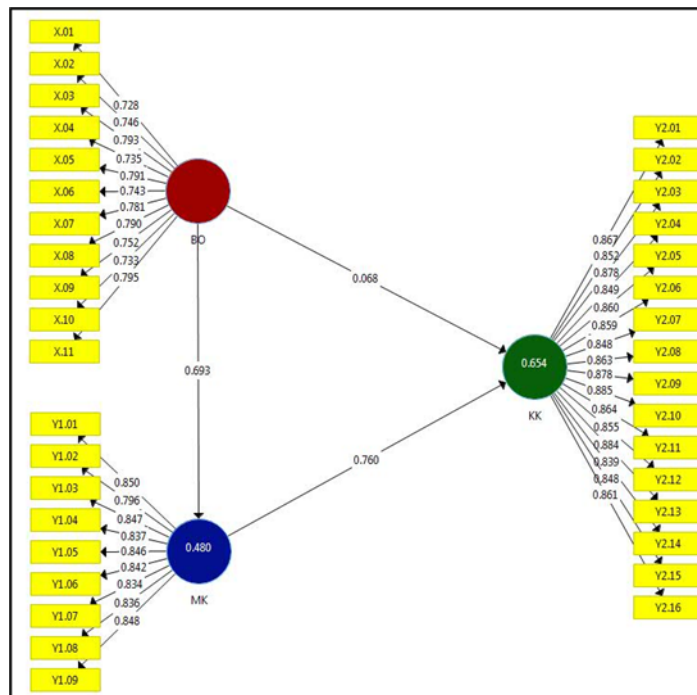 X.01
X.02
X.03
X.04
X.05
X.06
X.07
X.08
X.09
X.10
X.11
0.728
0.746
0.793
0.735
0.791
0.743
0.781
0.790
0.752
0.733
0.795
BO
0.068
0.693
0.760
Y1.01
Y1.02
Y1.03
Y1.04
Y1.05
Y1.06
Y1.07
Y1.08
Y1.09
0.850
0.796
0.847
0.837
0.846
0.842
0.834
0.836
0.848
0.480
MK
0.654
KK
0.867
0.852
0.878
0.849
0.860
0.859
0.848
0.863
0.878
0.885
0.864
0.855
0.884
0.839
0.848
0.861
Y2.01
Y2.02
Y2.03
Y2.04
Y2.05
Y2.06
Y2.07
Y2.08
Y2.09
Y2.10
Y2.11
Y2.12
Y2.13
Y2.14
Y2.15
Y2.16